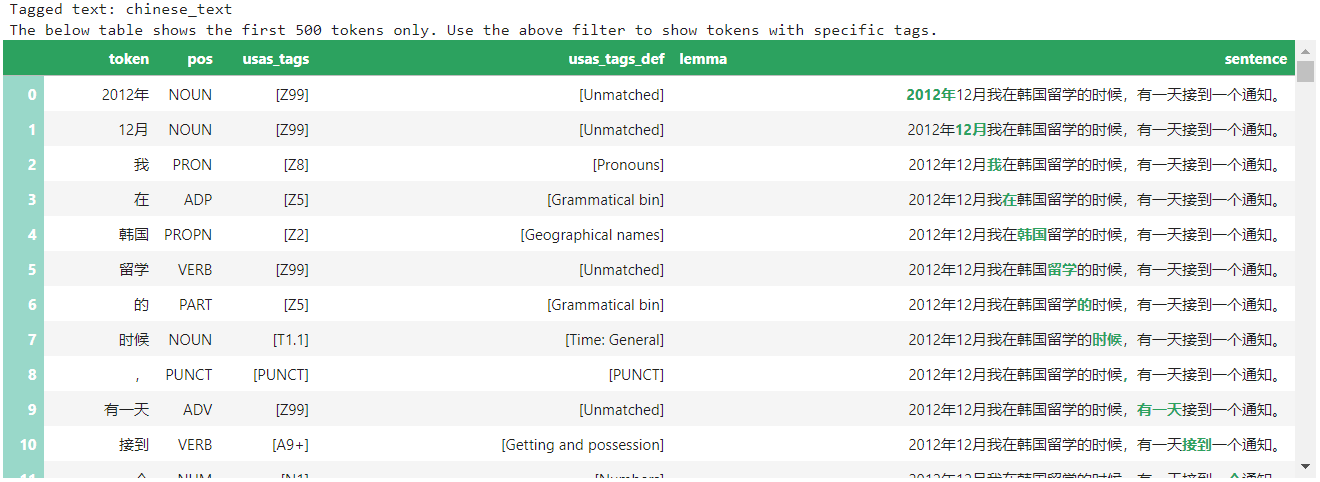 Tagged text: chinese_text
The below table shows the first 500 tokens only. Use the above filter to show tokens with specific tags.
token pos usas_tags usas_tags_def lemma sentence
0 2012年 NOUN [Z99] [Unmatched] 2012年12月我在韩国留学的时候，有一天接到一个通知。
1 12月 NOUN [Z99] [Unmatched] 2012年12月我在韩国留学的时候，有一天接到一个通知。
2 我 PRON [Z8] [Pronouns] 2012年12月我在韩国留学的时候，有一天接到一个通知。
3 在 ADP [Z5] [Grammatical bin] 2012年12月我在韩国留学的时候，有一天接到一个通知。
4 韩国 PROPN [Z2] [Geographical names] 2012年12月我在韩国留学的时候，有一天接到一个通知。
5 留学 VERB [Z99] [Unmatched] 2012年12月我在韩国留学的时候，有一天接到一个通知。
6 的 PART [Z5] [Grammatical bin] 2012年12月我在韩国留学的时候，有一天接到一个通知。
7 时候 NOUN [T1.1] [Time: General] 2012年12月我在韩国留学的时候，有一天接到一个通知。
8 ， PUNCT [PUNCT] [PUNCT] 2012年12月我在韩国留学的时候，有一天接到一个通知。
9 有一天 ADV [Z99] [Unmatched] 2012年12月我在韩国留学的时候，有一天接到一个通知。
10 接到 VERB [A9+] [Getting and possession] 2012年12月我在韩国留学的时候，有一天接到一个通知。